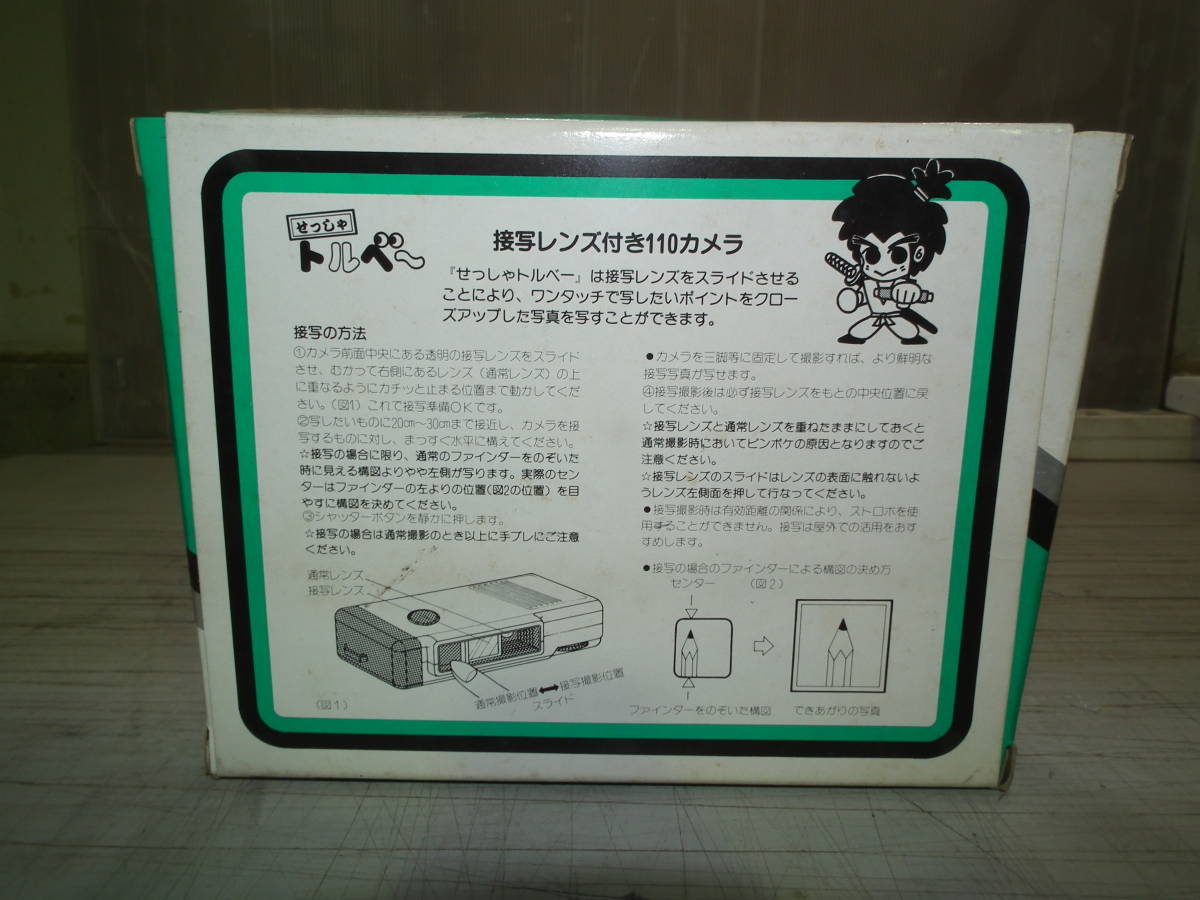 せっしゃ
トルベ〜
接写レンズ付き110カメラ
『せっしゃトルベー』は接写レンズをスライドさせる
ことにより、ワンタッチで写したいポイントをクロー
ズアップした写真を写すことができます。
接写の方法
①カメラ前面中央にある透明の接写レンズをスライド
させ、むかって右側にあるレンズ（通常レンズ）の上
に重なるようにカチッと止まる位置まで動かしてくだ
さい。（図1）これで接写準備OKです。
②写したいものに20cm〜30cmまで接近し、カメラを接
写するものに対し、まっすぐ水平に構えてください。
☆接写の場合に限り、通常のファインダーをのぞいた
時に見える構図よりやや左側が写ります。実際のセン
ターはファインダーの左よりの位置(図2の位置）を目
やすに構図を決めてください。
③シャッターボタンを静かに押します。
☆接写の場合は通常撮影のとき以上に手ブレにご注意
ください。
通常レンズ
接写レンズ
通常撮影位置⟷接写撮影位置
スライド
（図1）
●カメラを三脚等に固定して撮影すれば、より鮮明な
接写写真が写せます。
④接写撮影後は必ず接写レンズをもとの中央位置に戻
してください。
☆接写レンズと通常レンズを重ねたままにしておくと
通常撮影時においてピンボケの原因となりますのでご
注意ください。
☆接写レンズのスライドはレンズの表面に触れないよ
うレンズ左側面を押して行なってください。
●接写撮影時は有効距離の関係により、ストロボを使
用することができません。接写は屋外での活用をおす
すめします。
●接写の場合のファインダーによる構図の決め方
センター
（図2）
ファインダーをのぞいた構図
できあがりの写真